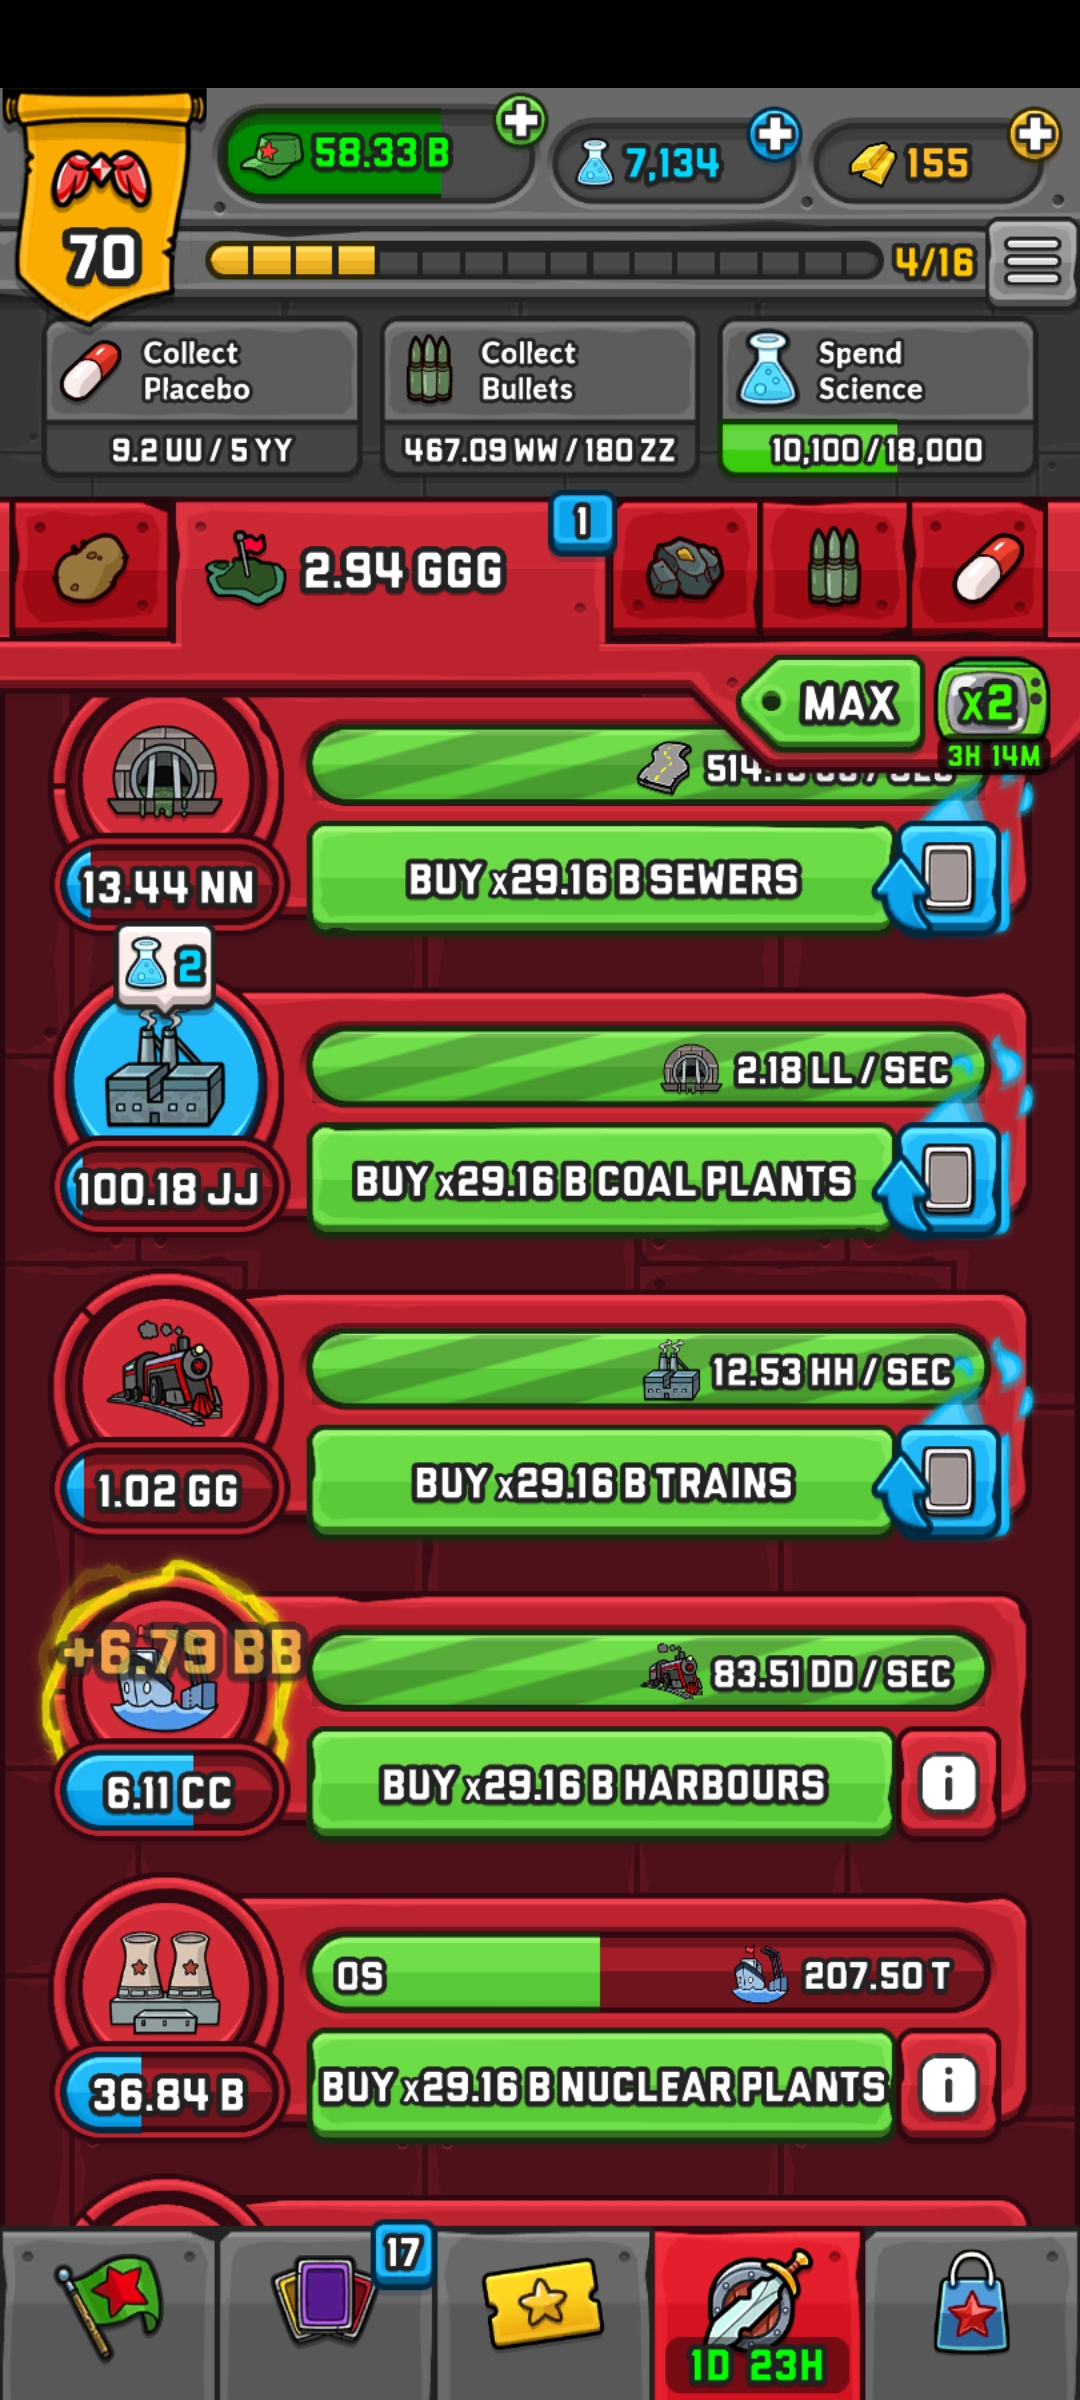 58.33 B
7,134
155
70
4/16
Collect
Placebo
9.2 UU / 5 YY
Collect
Bullets
467.09 WW / 180 ZZ
Spend
Science
10,100 / 18,000
2.94 GGG
1
MAX
x2
3H 14M
13.44 NN
BUY x29.16 B SEWERS
2
2.18 LL / SEC
100.18 JJ
BUY x29.16 B COAL PLANTS
12.53 HH / SEC
1.02 GG
BUY x29.16 B TRAINS
+6.79 BB
83.51 DD / SEC
6.11 CC
BUY x29.16 B HARBOURS
i
0S
207.50 T
36.84 B
BUY x29.16 B NUCLEAR PLANTS
i
17
1D 23H